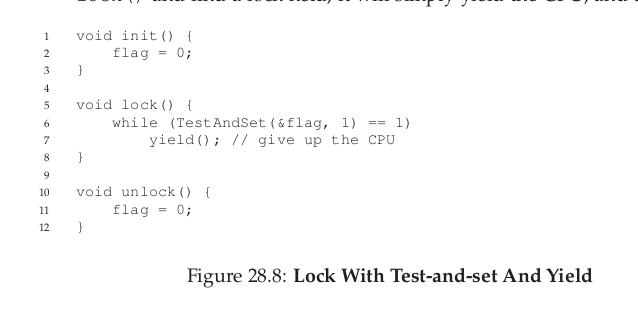 1 void init() {
2 flag = 0;
3 }
4
5 void lock() {
6 while (TestAndSet(&flag, 1) == 1)
7 yield(); // give up the CPU
8 }
9
10 void unlock() {
11 flag = 0;
12 }
Figure 28.8: Lock With Test-and-set And Yield